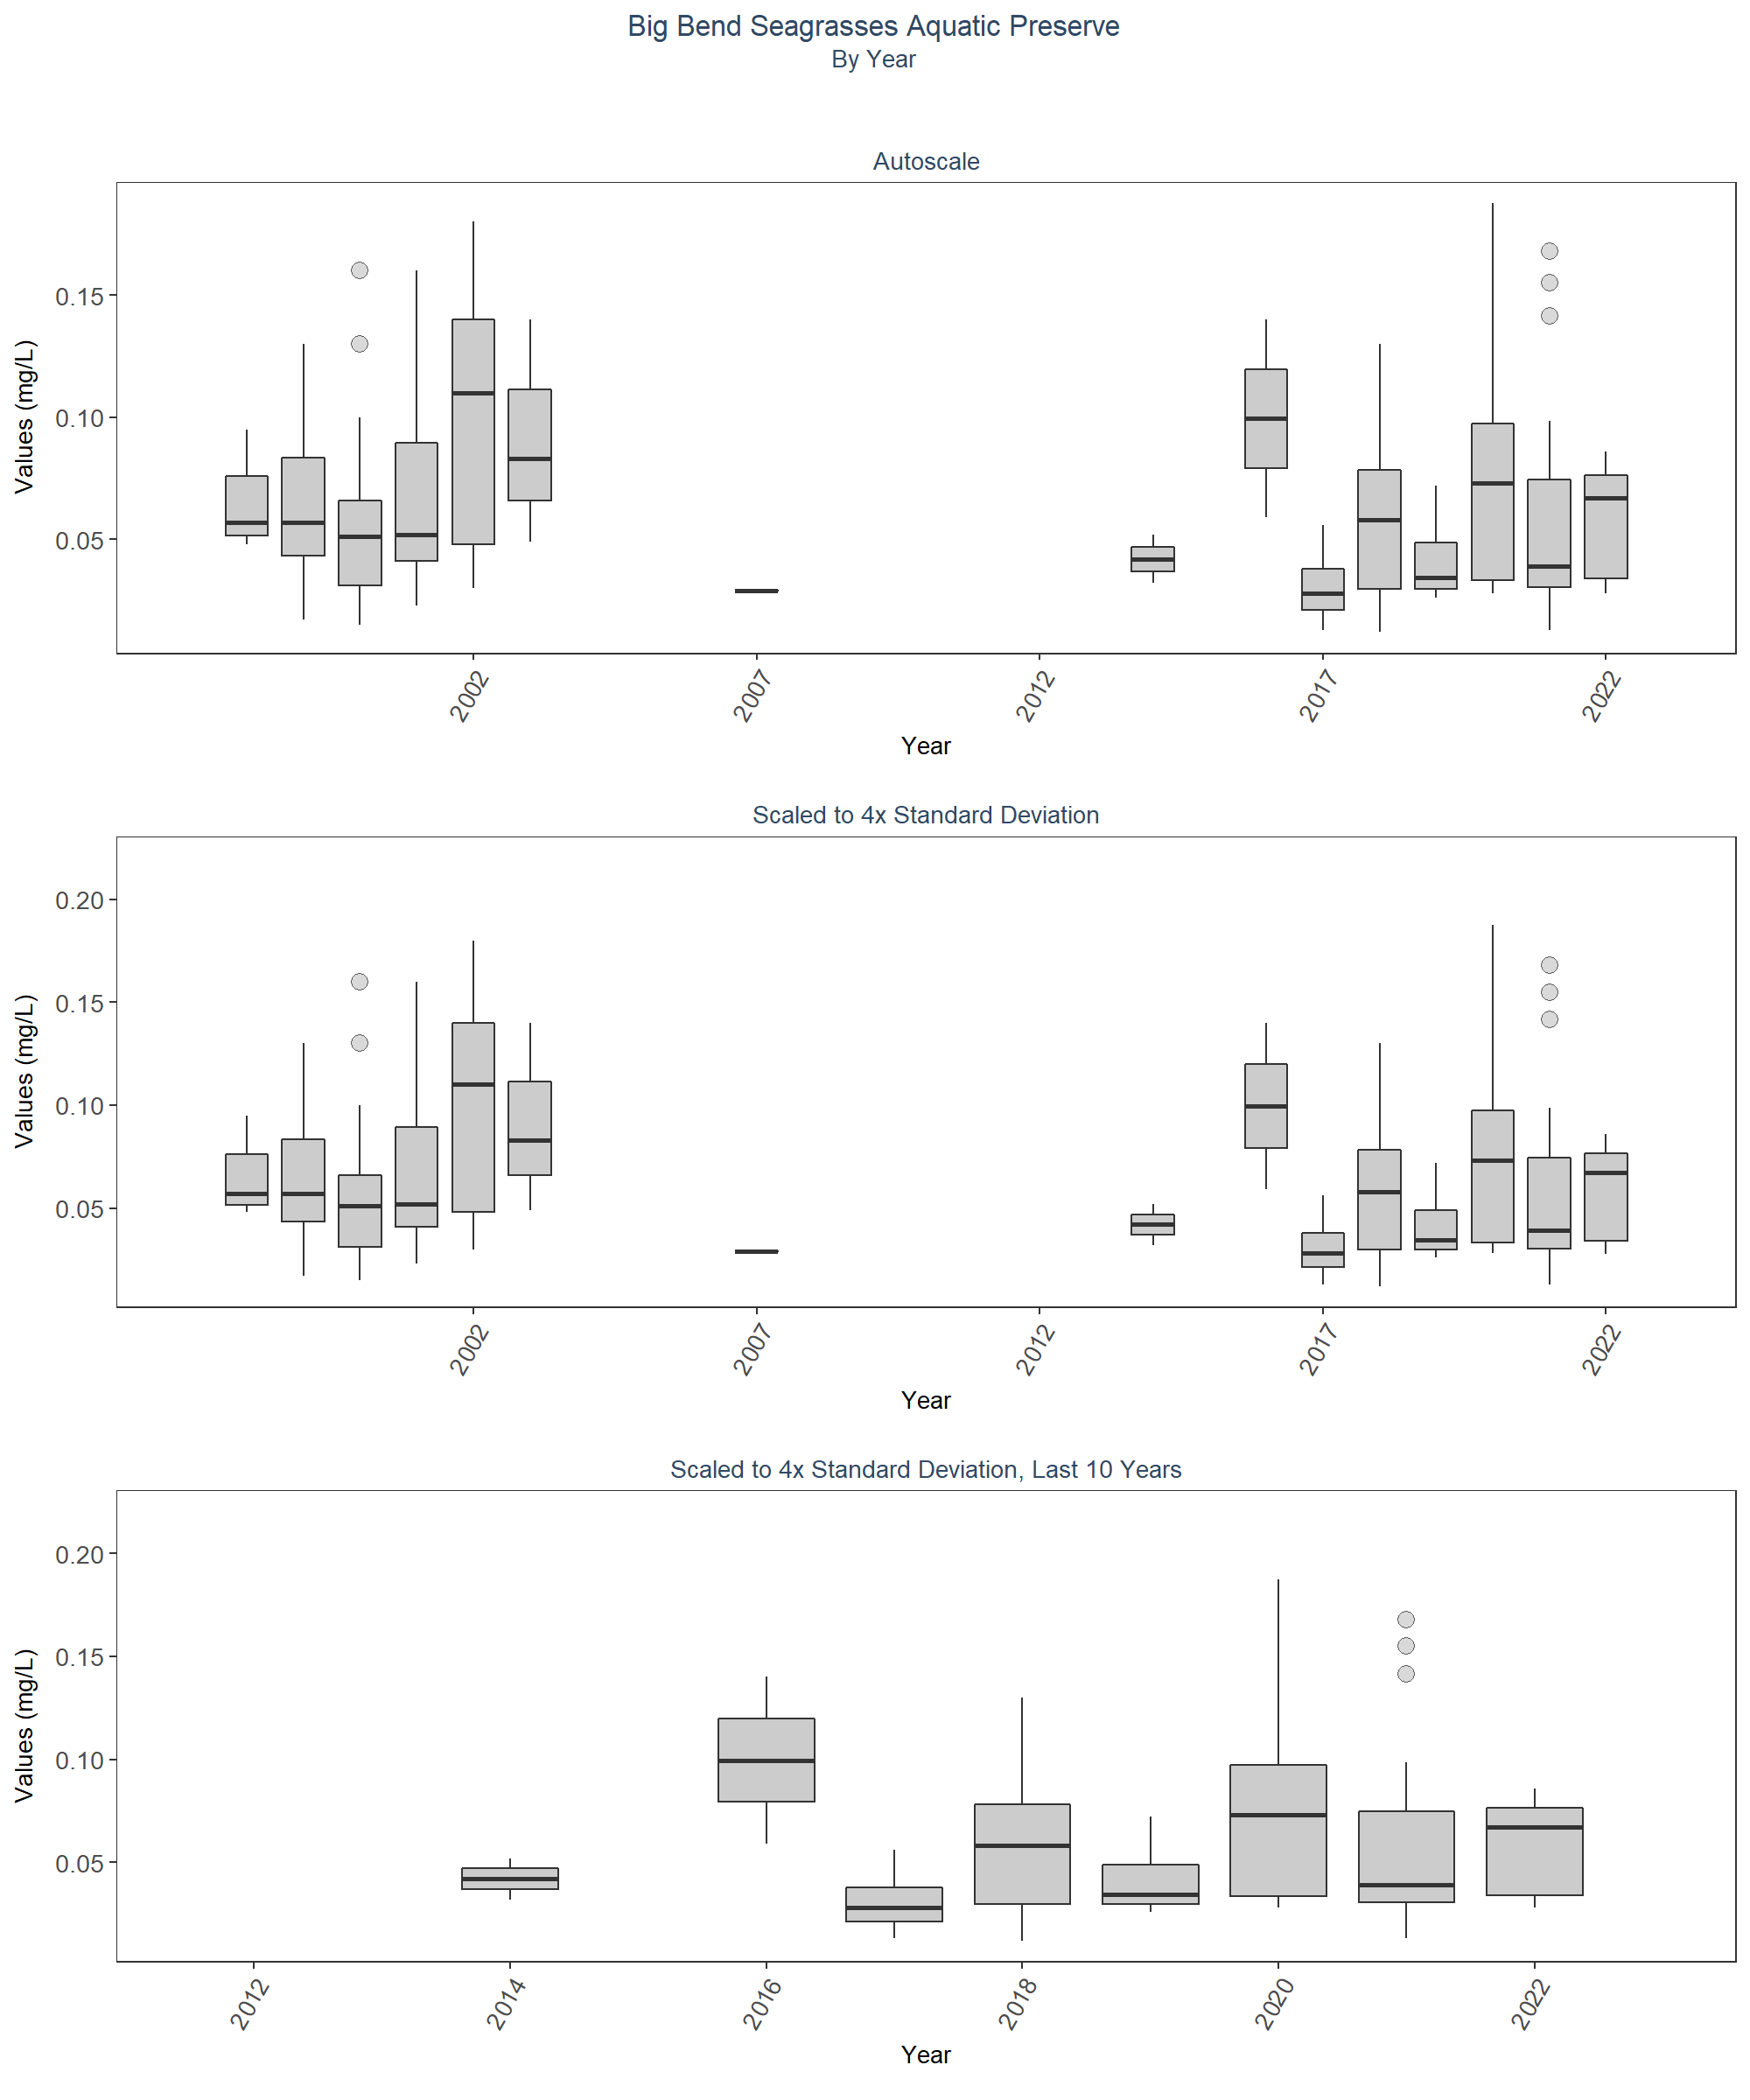 Big Bend Seagrasses Aquatic Preserve
By Year
Autoscale
Values (mg/L)
0.15
0.10
0.05
2002
2007
2012
2017
2022
Year
Scaled to 4x Standard Deviation
Values (mg/L)
0.20
0.15
0.10
0.05
2002
2007
2012
2017
2022
Year
Scaled to 4x Standard Deviation, Last 10 Years
Values (mg/L)
0.20
0.15
0.10
0.05
2012
2014
2016
2018
2020
2022
Year